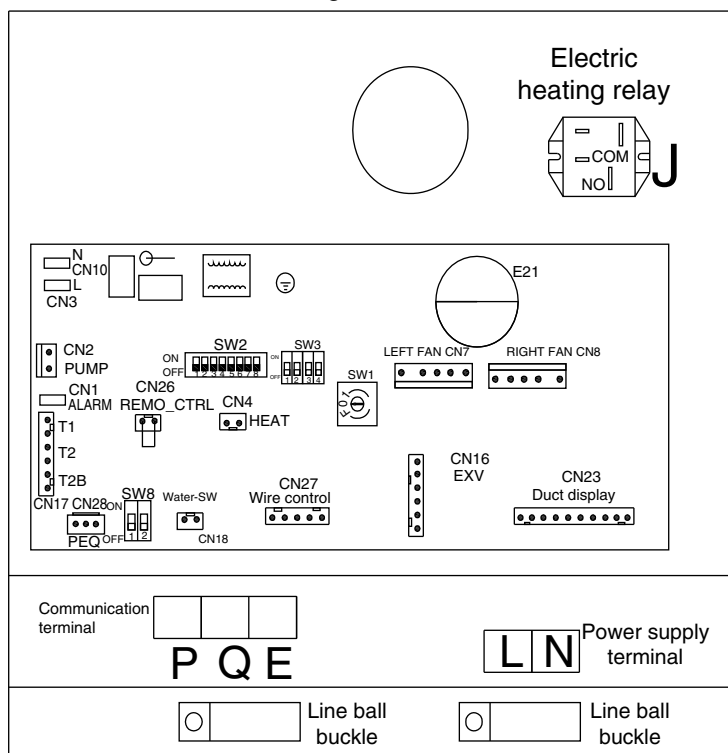 Electric
heating relay
COM
NO
J
N
CN10
L
CN3
E21
CN2
PUMP
ON
OFF
SW2
1 2 3 4 5 6 7 8
ON
OFF
SW3
1 2 3 4
LEFT FAN CN7
RIGHT FAN CN8
CN1
ALARM
CN26
REMO_CTRL
CN4
HEAT
SW1
T1
T2
T2B
CN17
CN28
PEQ
ON
OFF
SW8
1 2
Water-SW
CN18
CN27
Wire control
CN16
EXV
CN23
Duct display
Communication
terminal
P Q E
L N
Power supply
terminal
Line ball
buckle
Line ball
buckle